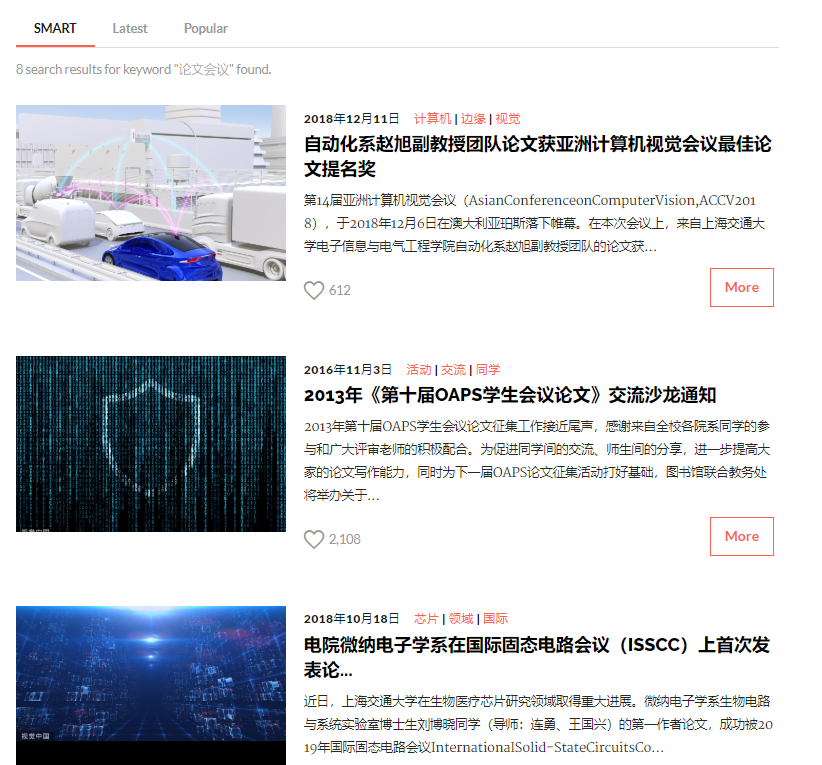 SMART Latest Popular
8 search results for keyword "论文会议" found.
2018年12月11日 计算机 | 边缘 | 视觉
自动化系赵旭副教授团队论文获亚洲计算机视觉会议最佳论
文提名奖
第14届亚洲计算机视觉会议（AsianConferenceonComputerVision,ACCV201
8），于2018年12月6日在澳大利亚珀斯落下帷幕。在本次会议上，来自上海交通大
学电子信息与电气工程学院自动化系赵旭副教授团队的论文获...
612
More
2016年11月3日 活动 | 交流 | 同学
2013年《第十届OAPS学生会议论文》交流沙龙通知
2013年第十届OAPS学生会议论文征集工作接近尾声，感谢来自全校各院系同学的参
与和广大评审老师的积极配合。为促进同学间的交流、师生间的分享，进一步提高大
家的论文写作能力，同时为下一届OAPS论文征集活动打好基础，图书馆联合教务处
将举办关于...
视觉中国
2,108
More
2018年10月18日 芯片 | 领域 | 国际
电院微纳电子学系在国际固态电路会议（ISSCC）上首次发
表论...
近日，上海交通大学在生物医疗芯片研究领域取得重大进展。微纳电子学系生物电路
与系统实验室博士生刘博晓同学（导师：连勇、王国兴）的第一作者论文，成功被20
19年国际固态电路会议InternationalSolid-StateCircuitsCo...
视觉中国